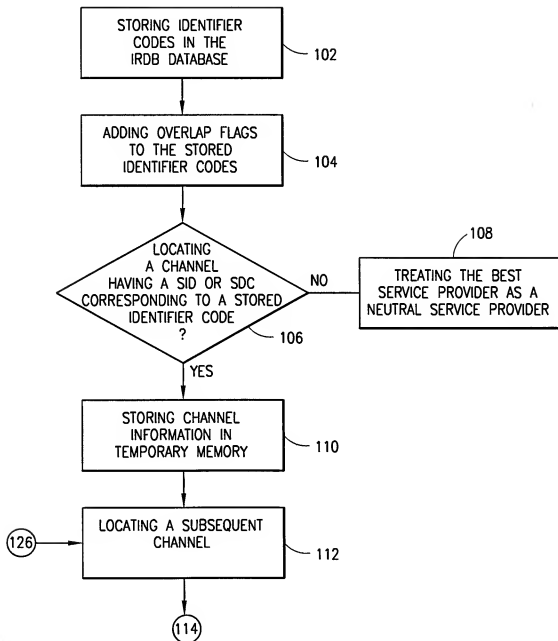 STORING IDENTIFIER
CODES IN THE
IRDB DATABASE
102
ADDING OVERLAP FLAGS
TO THE STORED
IDENTIFIER CODES
104
LOCATING
A CHANNEL
HAVING A SID OR SDC
CORRESPONDING TO A STORED
IDENTIFIER CODE
?
106
NO
108
TREATING THE BEST
SERVICE PROVIDER AS A
NEUTRAL SERVICE PROVIDER
YES
STORING CHANNEL
INFORMATION IN
TEMPORARY MEMORY
110
LOCATING A SUBSEQUENT
CHANNEL
112
126
114